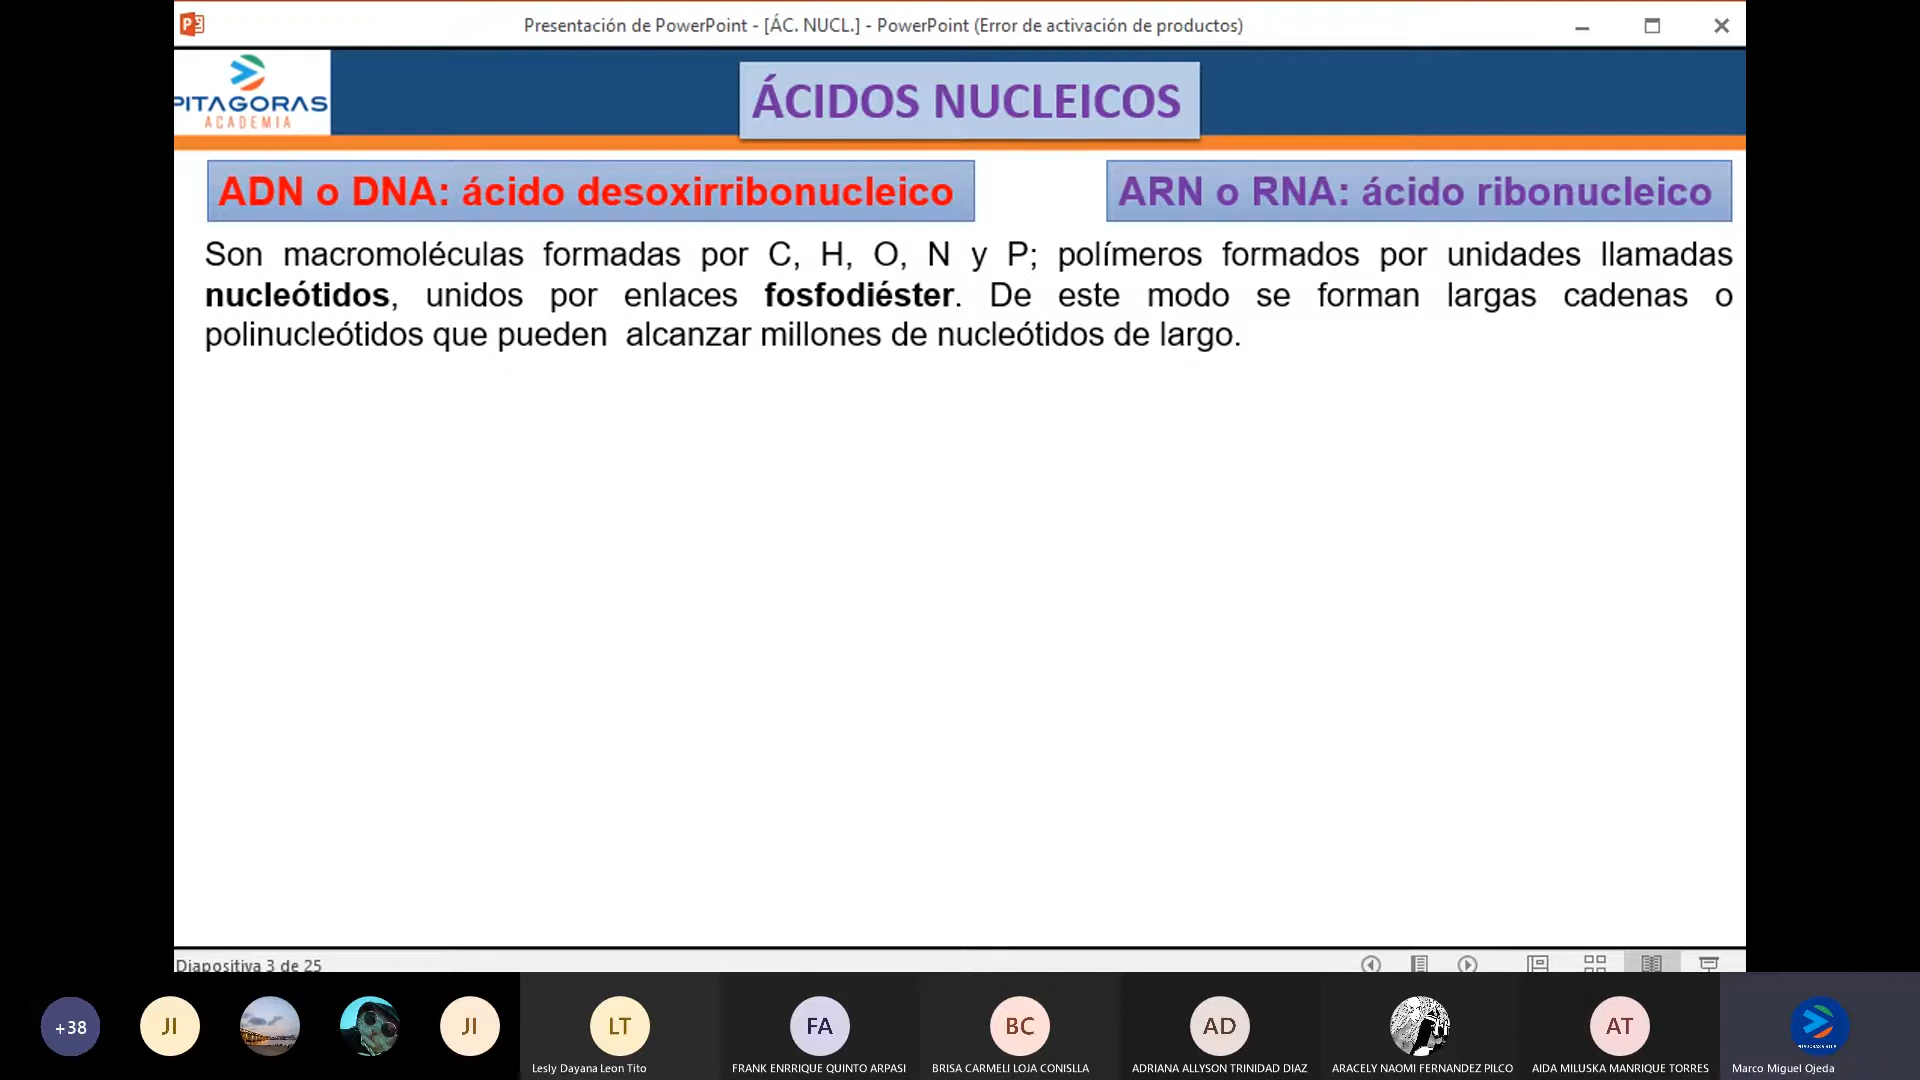 Presentación de PowerPoint - [ÁC. NUCL.] - PowerPoint (Error de activación de productos)
PITAGORAS
ACADEMIA
ÁCIDOS NUCLEICOS
ADN o DNA: ácido desoxirribonucleico
ARN o RNA: ácido ribonucleico
Son macromoléculas formadas por C, H, O, N y P; polímeros formados por unidades llamadas
nucleótidos, unidos por enlaces fosfodiéster. De este modo se forman largas cadenas o
polinucleótidos que pueden alcanzar millones de nucleótidos de largo.
Diapositiva 3 de 25
+38
JI
JI
LT
FA
BC
AD
AT
Lesly Dayana Leon Tito
FRANK ENRRIQUE QUINTO ARPASI
BRISA CARMELI LOJA CONISLLA
ADRIANA ALLYSON TRINIDAD DIAZ
ARACELY NAOMI FERNANDEZ PILCO
AIDA MILUSKA MANRIQUE TORRES
Marco Miguel Ojeda